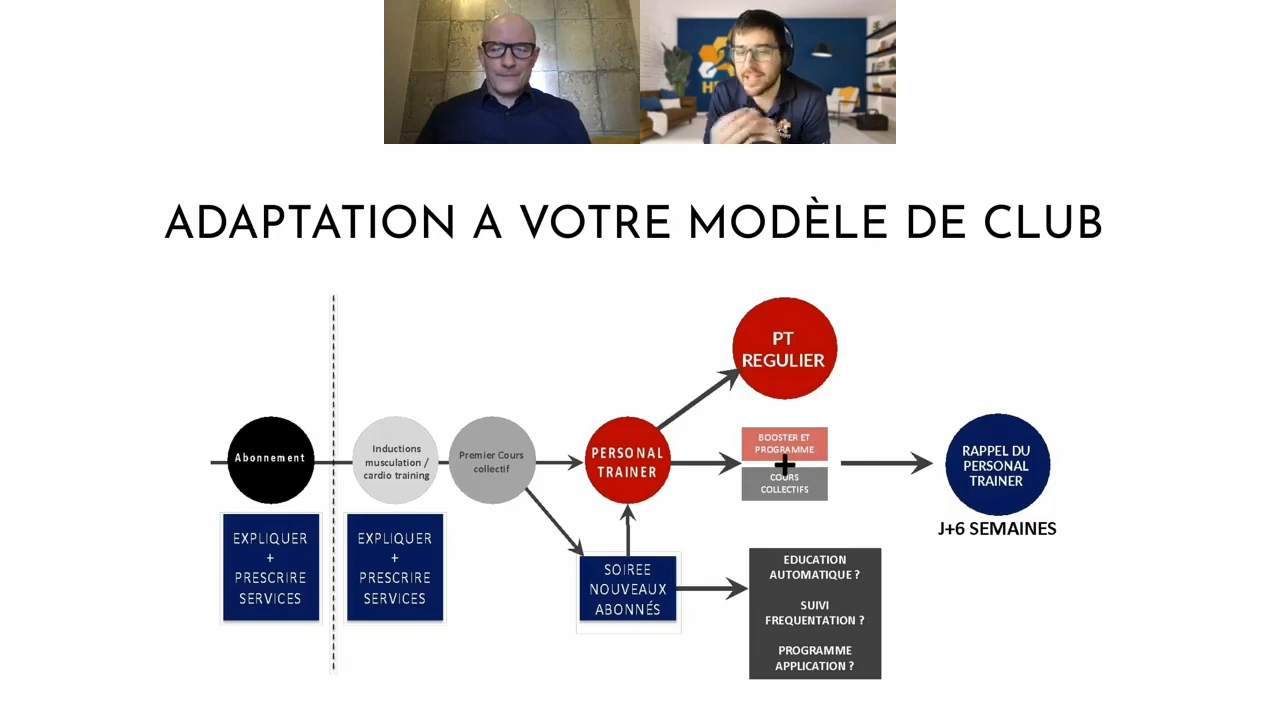 ADAPTATION A VOTRE MODÈLE DE CLUB
PT
REGULIER
Abonnement
Inductions
musculation /
cardio training
Premier Cours
collectif
PERSONAL
TRAINER
BOOSTER ET
PROGRAMME
COURS
COLLECTIFS
RAPPEL DU
PERSONAL
TRAINER
J+6 SEMAINES
EXPLIQUER
+
PRESCRIRE
SERVICES
EXPLIQUER
+
PRESCRIRE
SERVICES
SOIREE
NOUVEAUX
ABONNÉS
EDUCATION
AUTOMATIQUE ?
SUIVI
FREQUENTATION ?
PROGRAMME
APPLICATION ?